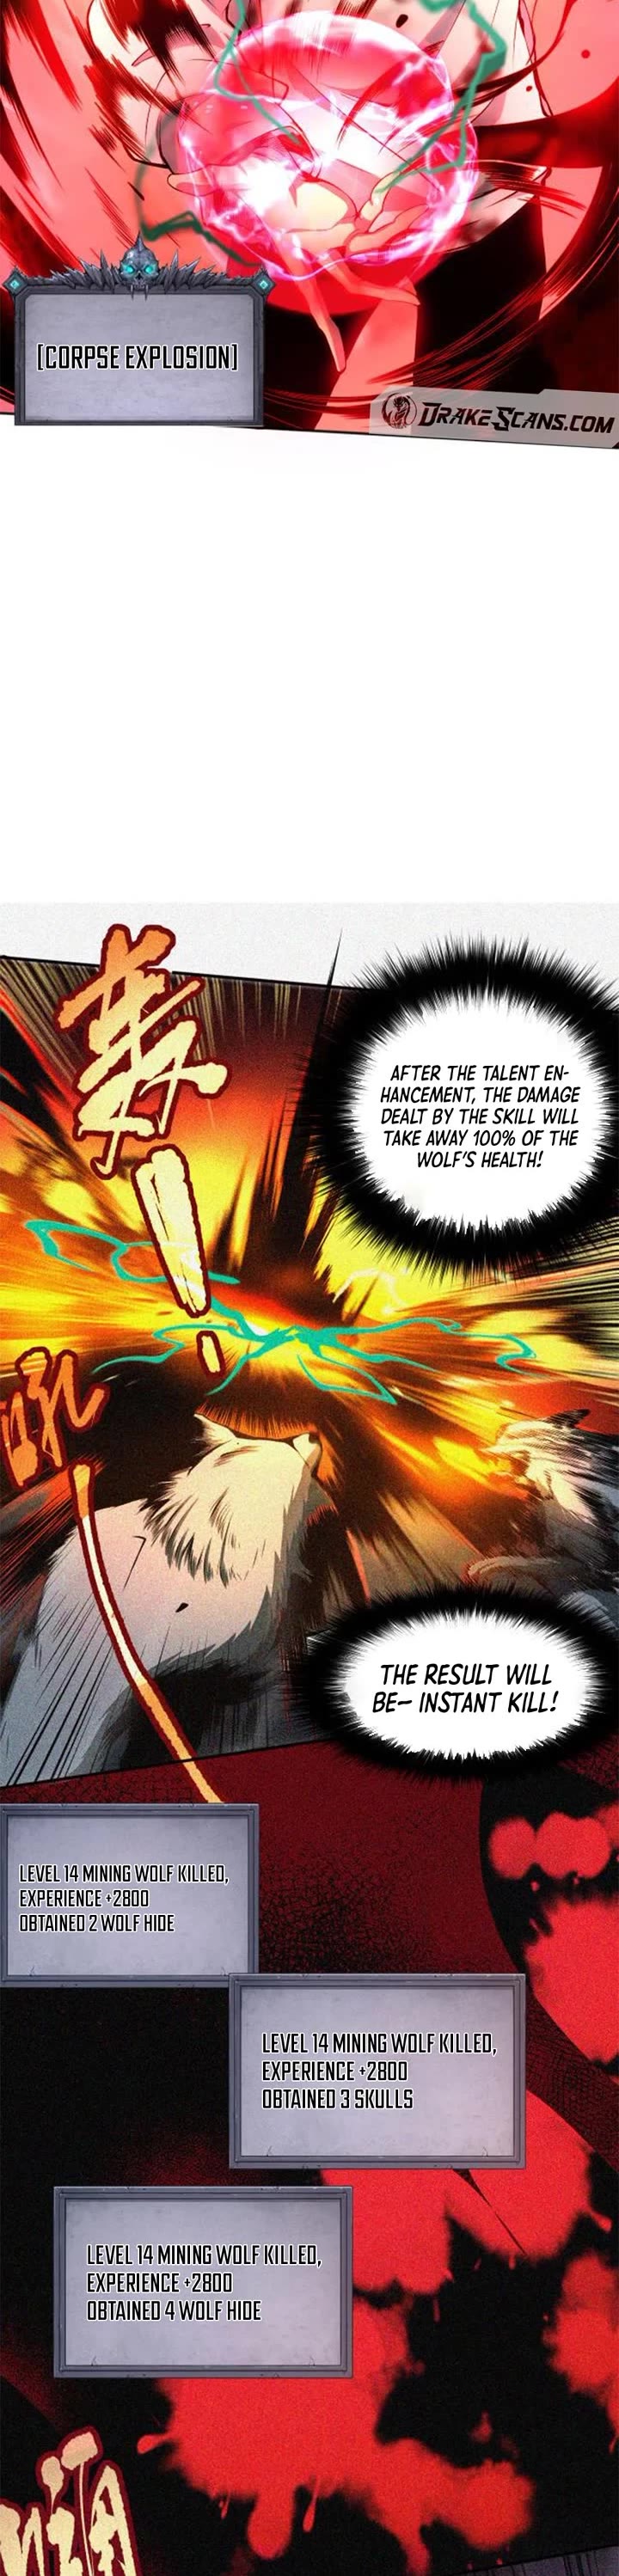 [CORPSE EXPLOSION]
DRAKESCANS.COM
轰!
AFTER THE TALENT EN-
HANCEMENT, THE DAMAGE
DEALT BY THE SKILL WILL
TAKE AWAY 100% OF THE
WOLF'S HEALTH!
吼
THE RESULT WILL
BE– INSTANT KILL!
LEVEL 14 MINING WOLF KILLED,
EXPERIENCE +2800
OBTAINED 2 WOLF HIDE
LEVEL 14 MINING WOLF KILLED,
EXPERIENCE +2800
OBTAINED 3 SKULLS
LEVEL 14 MINING WOLF KILLED,
EXPERIENCE +2800
OBTAINED 4 WOLF HIDE